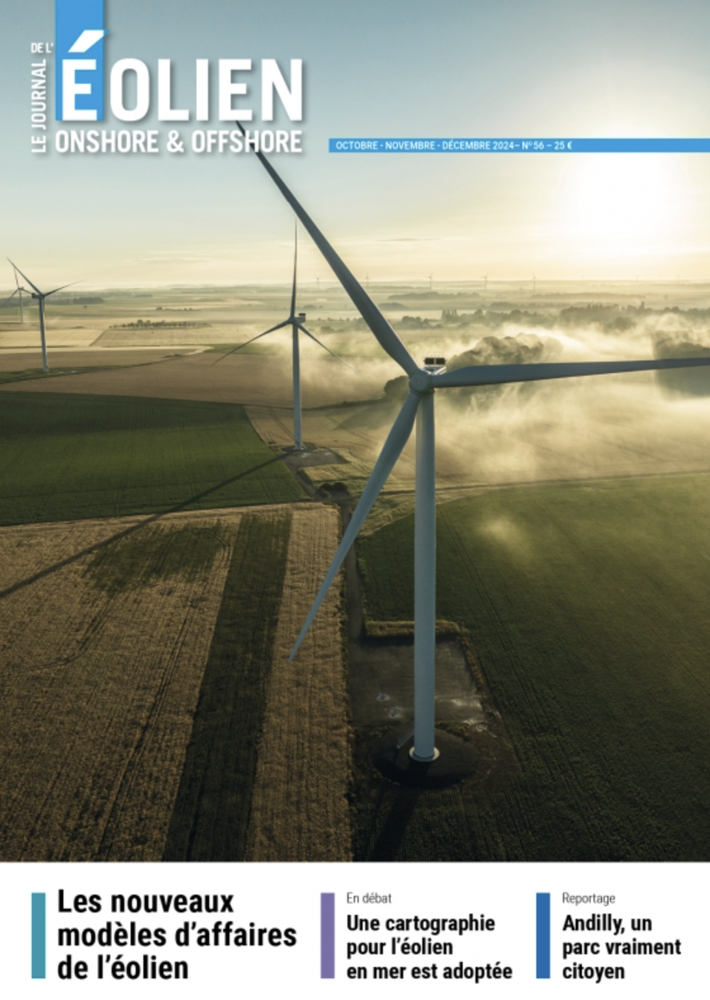 LE JOURNAL
DE L'
ÉOLIEN
ONSHORE & OFFSHORE
OCTOBRE - NOVEMBRE - DÉCEMBRE 2024– Nº56 – 25 €
Les nouveaux
modèles d'affaires
de l'éolien
En débat
Une cartographie
pour l'éolien
en mer est adoptée
Reportage
Andilly, un
parc vraiment
citoyen